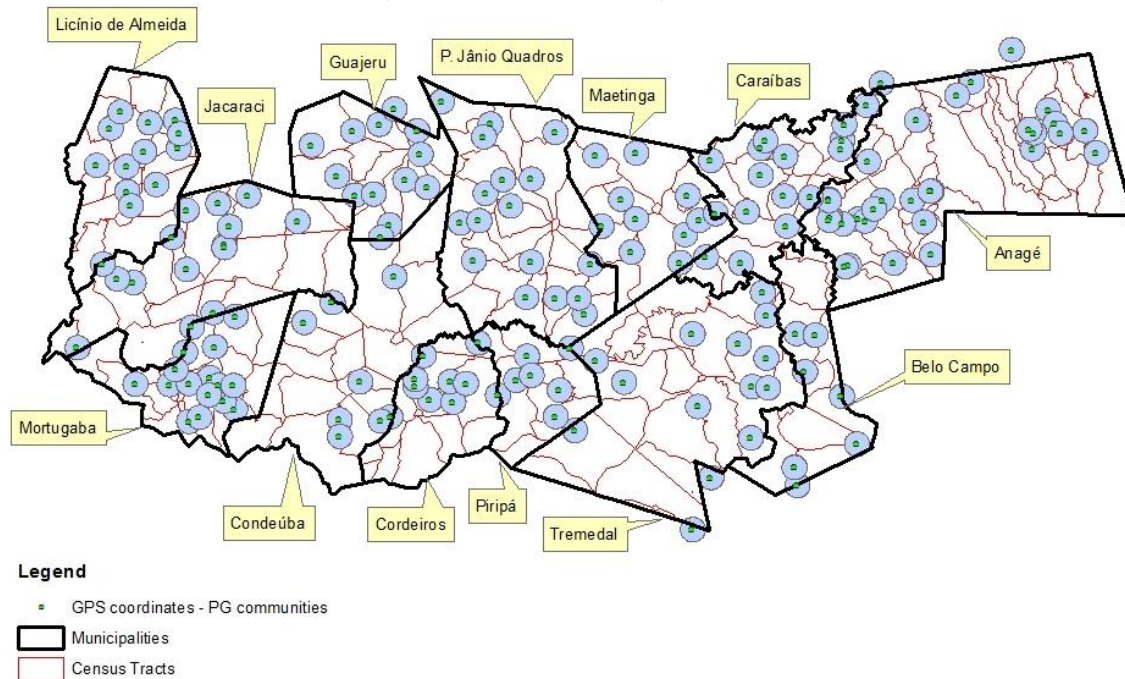 Licínio de Almeida
Jacaraci
Guajeru
P. Jânio Quadros
Maetinga
Caraíbas
Anagé
Belo Campo
Mortugaba
Condeúba
Cordeiros
Piripá
Tremedal
Legend
GPS coordinates - PG communities
Municipalities
Census Tracts